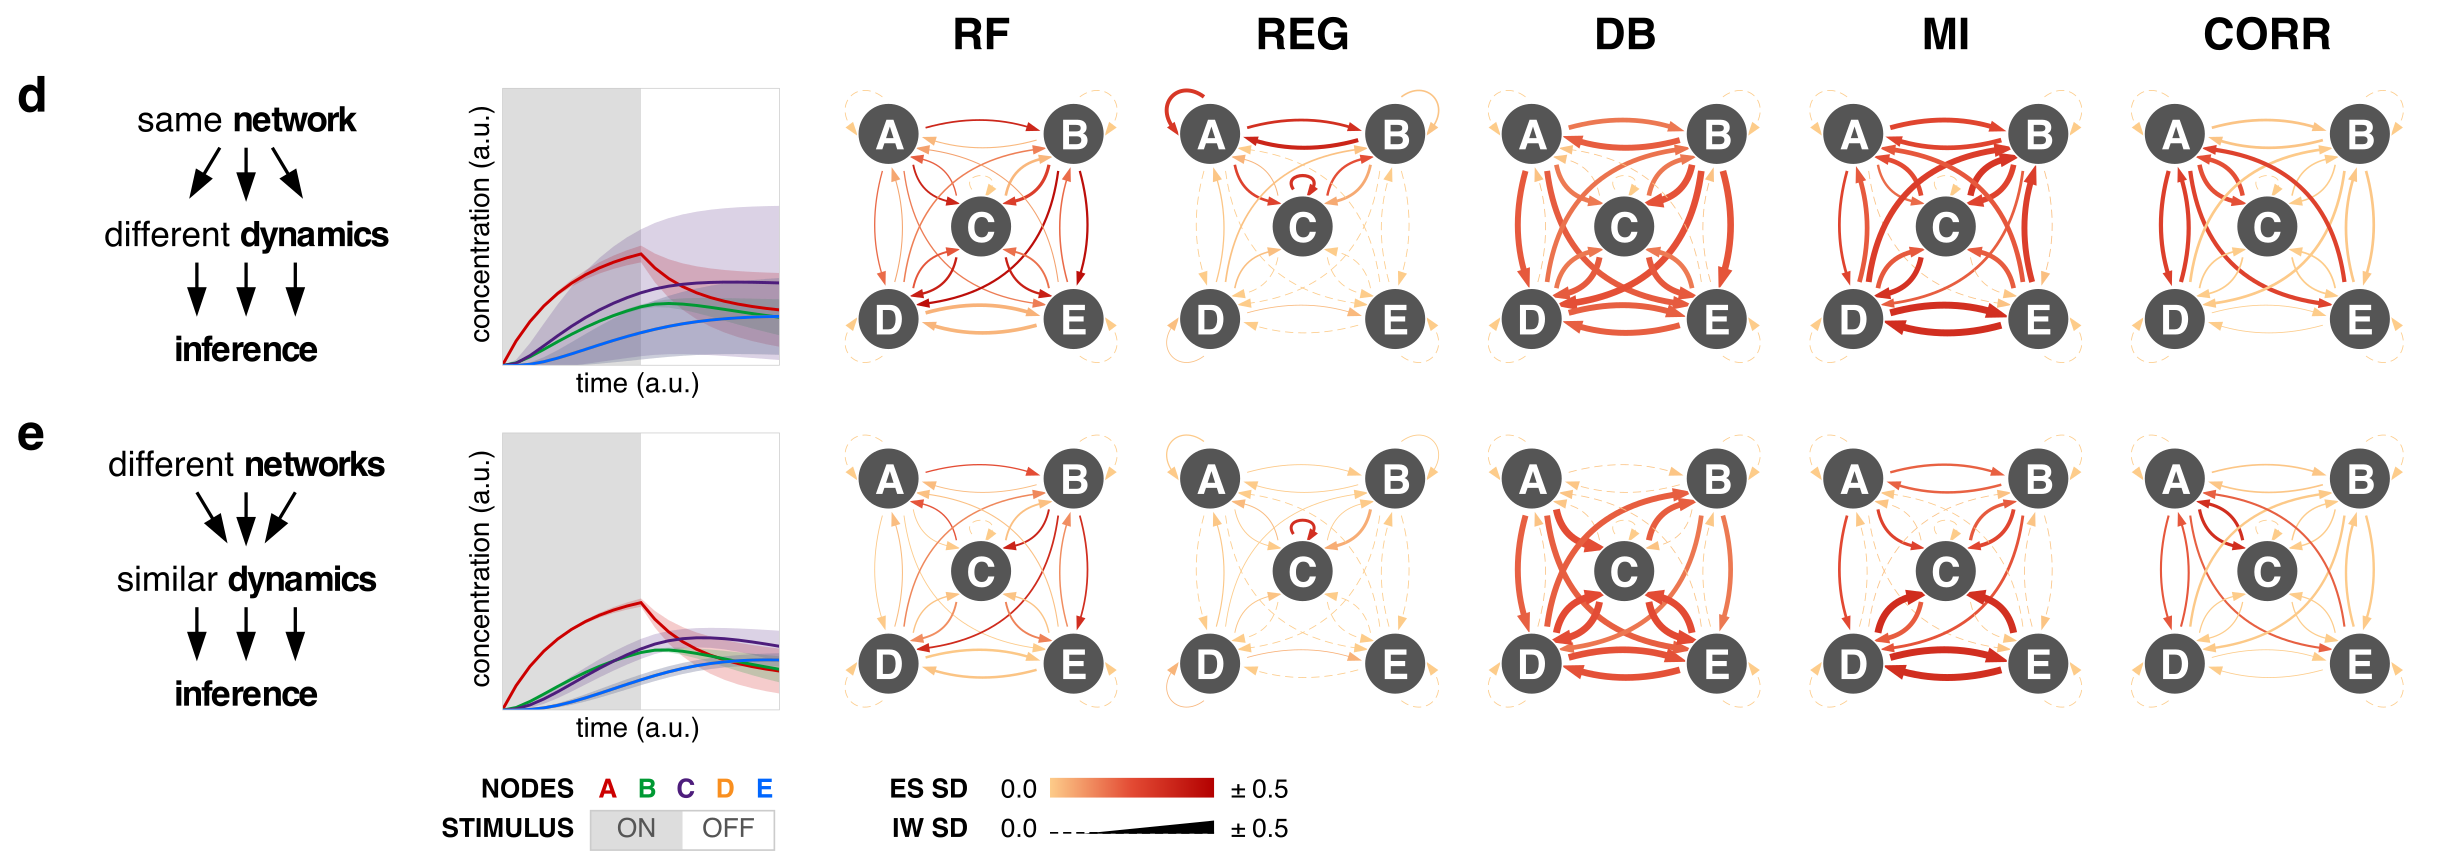 RF REG DB MI CORR
d
same network
different dynamics
inference
concentration (a.u.)
time (a.u.)
A B C D E
A B C D E
A B C D E
A B C D E
A B C D E
e
different networks
similar dynamics
inference
concentration (a.u.)
time (a.u.)
A B C D E
A B C D E
A B C D E
A B C D E
A B C D E
NODES A B C D E
STIMULUS ON OFF
ES SD 0.0 ± 0.5
IW SD 0.0 ± 0.5